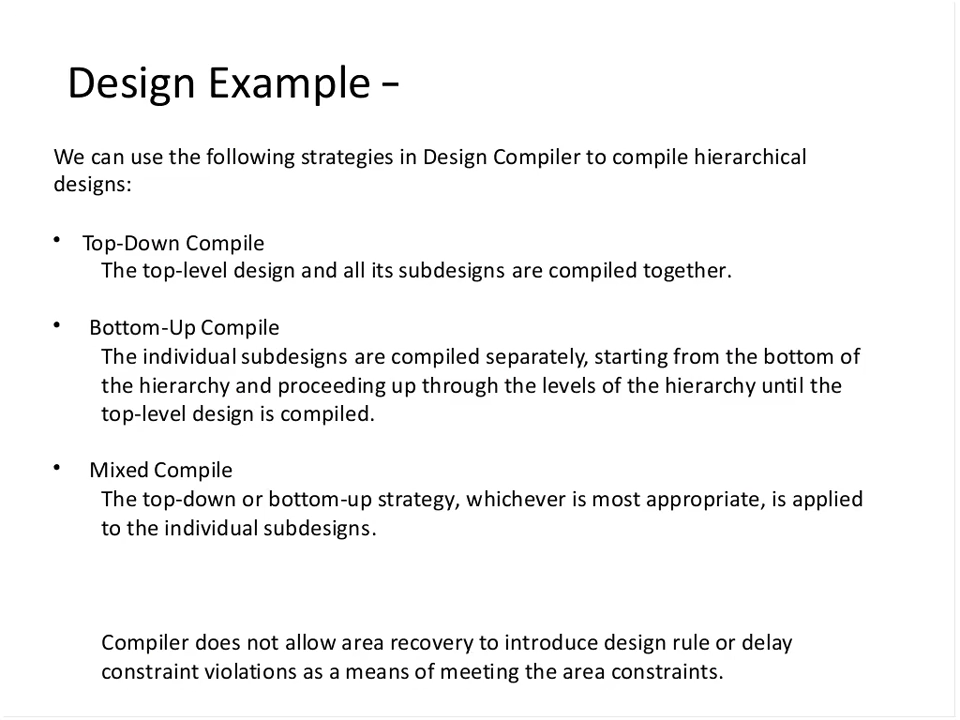 Design Example –
We can use the following strategies in Design Compiler to compile hierarchical
designs:
• Top-Down Compile
The top-level design and all its subdesigns are compiled together.
• Bottom-Up Compile
The individual subdesigns are compiled separately, starting from the bottom of
the hierarchy and proceeding up through the levels of the hierarchy until the
top-level design is compiled.
• Mixed Compile
The top-down or bottom-up strategy, whichever is most appropriate, is applied
to the individual subdesigns.
Compiler does not allow area recovery to introduce design rule or delay
constraint violations as a means of meeting the area constraints.